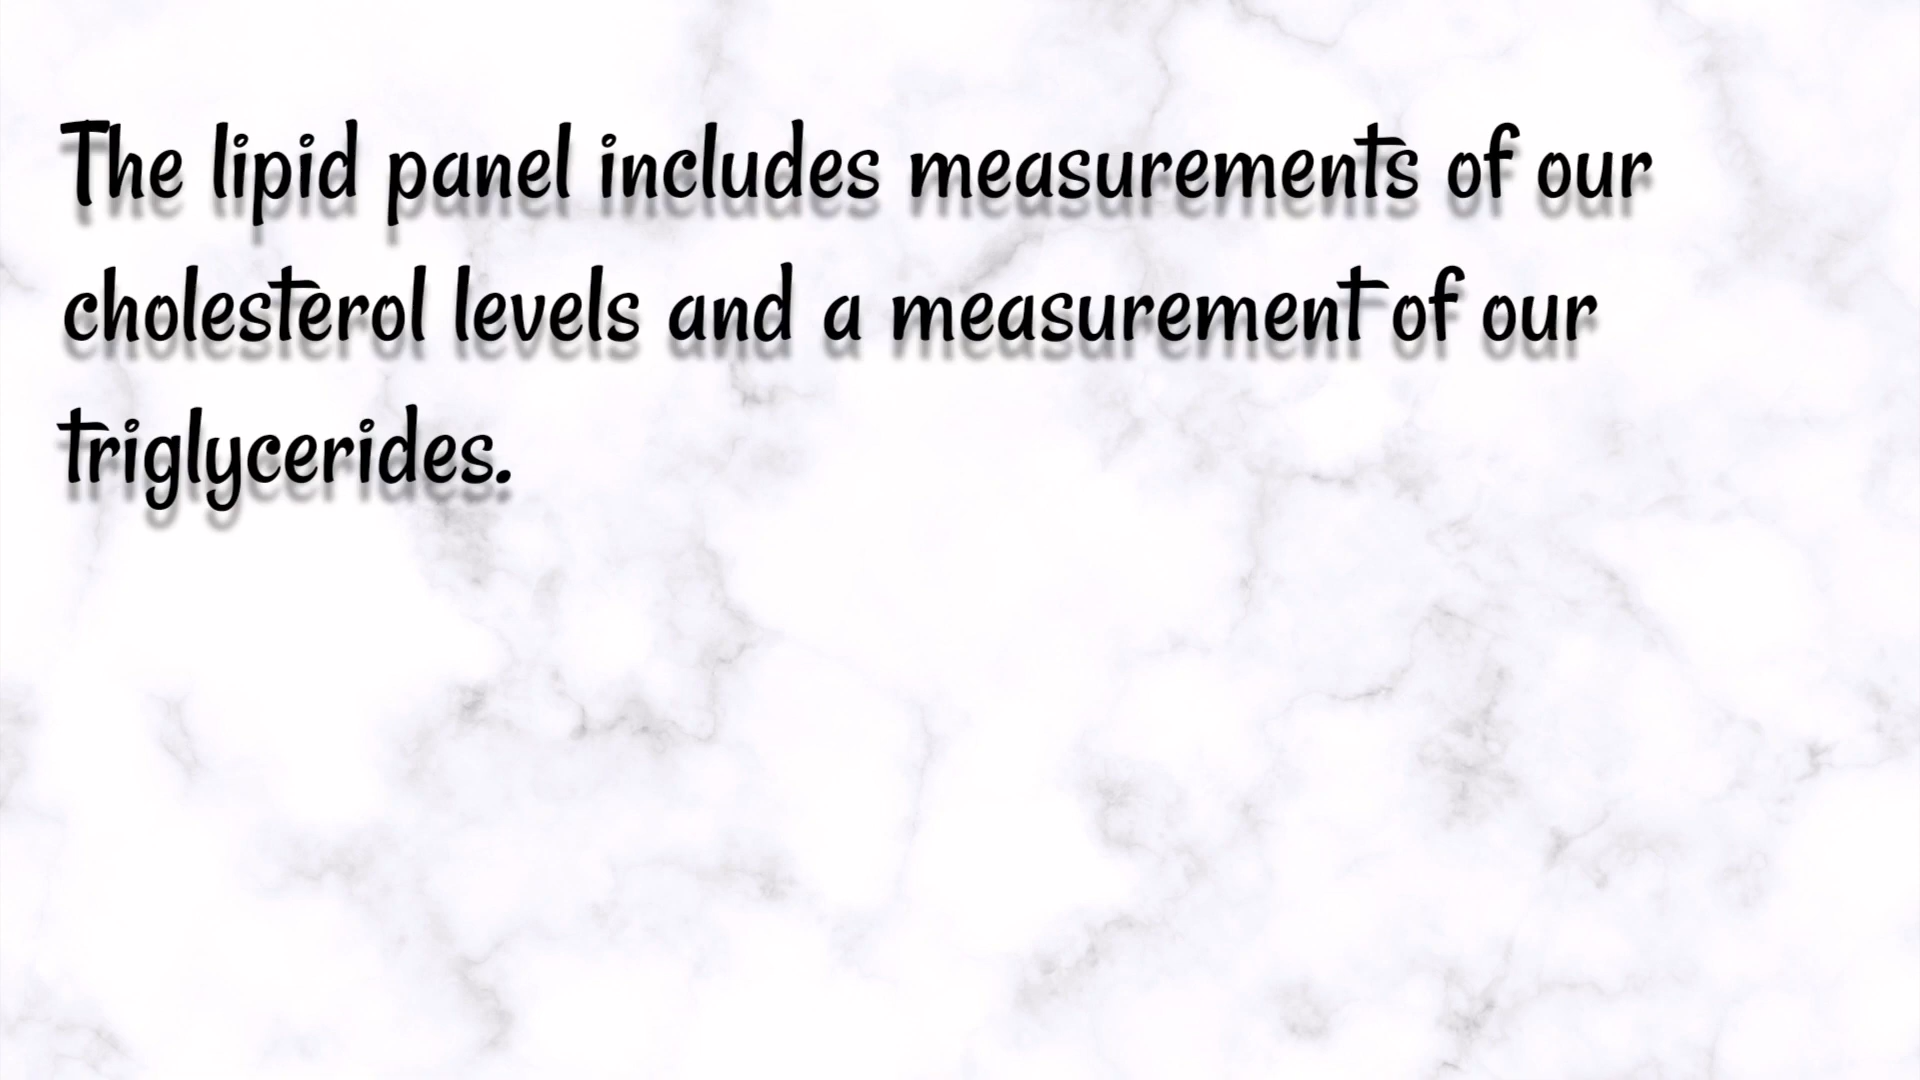 The lipid panel includes measurements of our
cholesterol levels and a measurement of our
triglycerides.